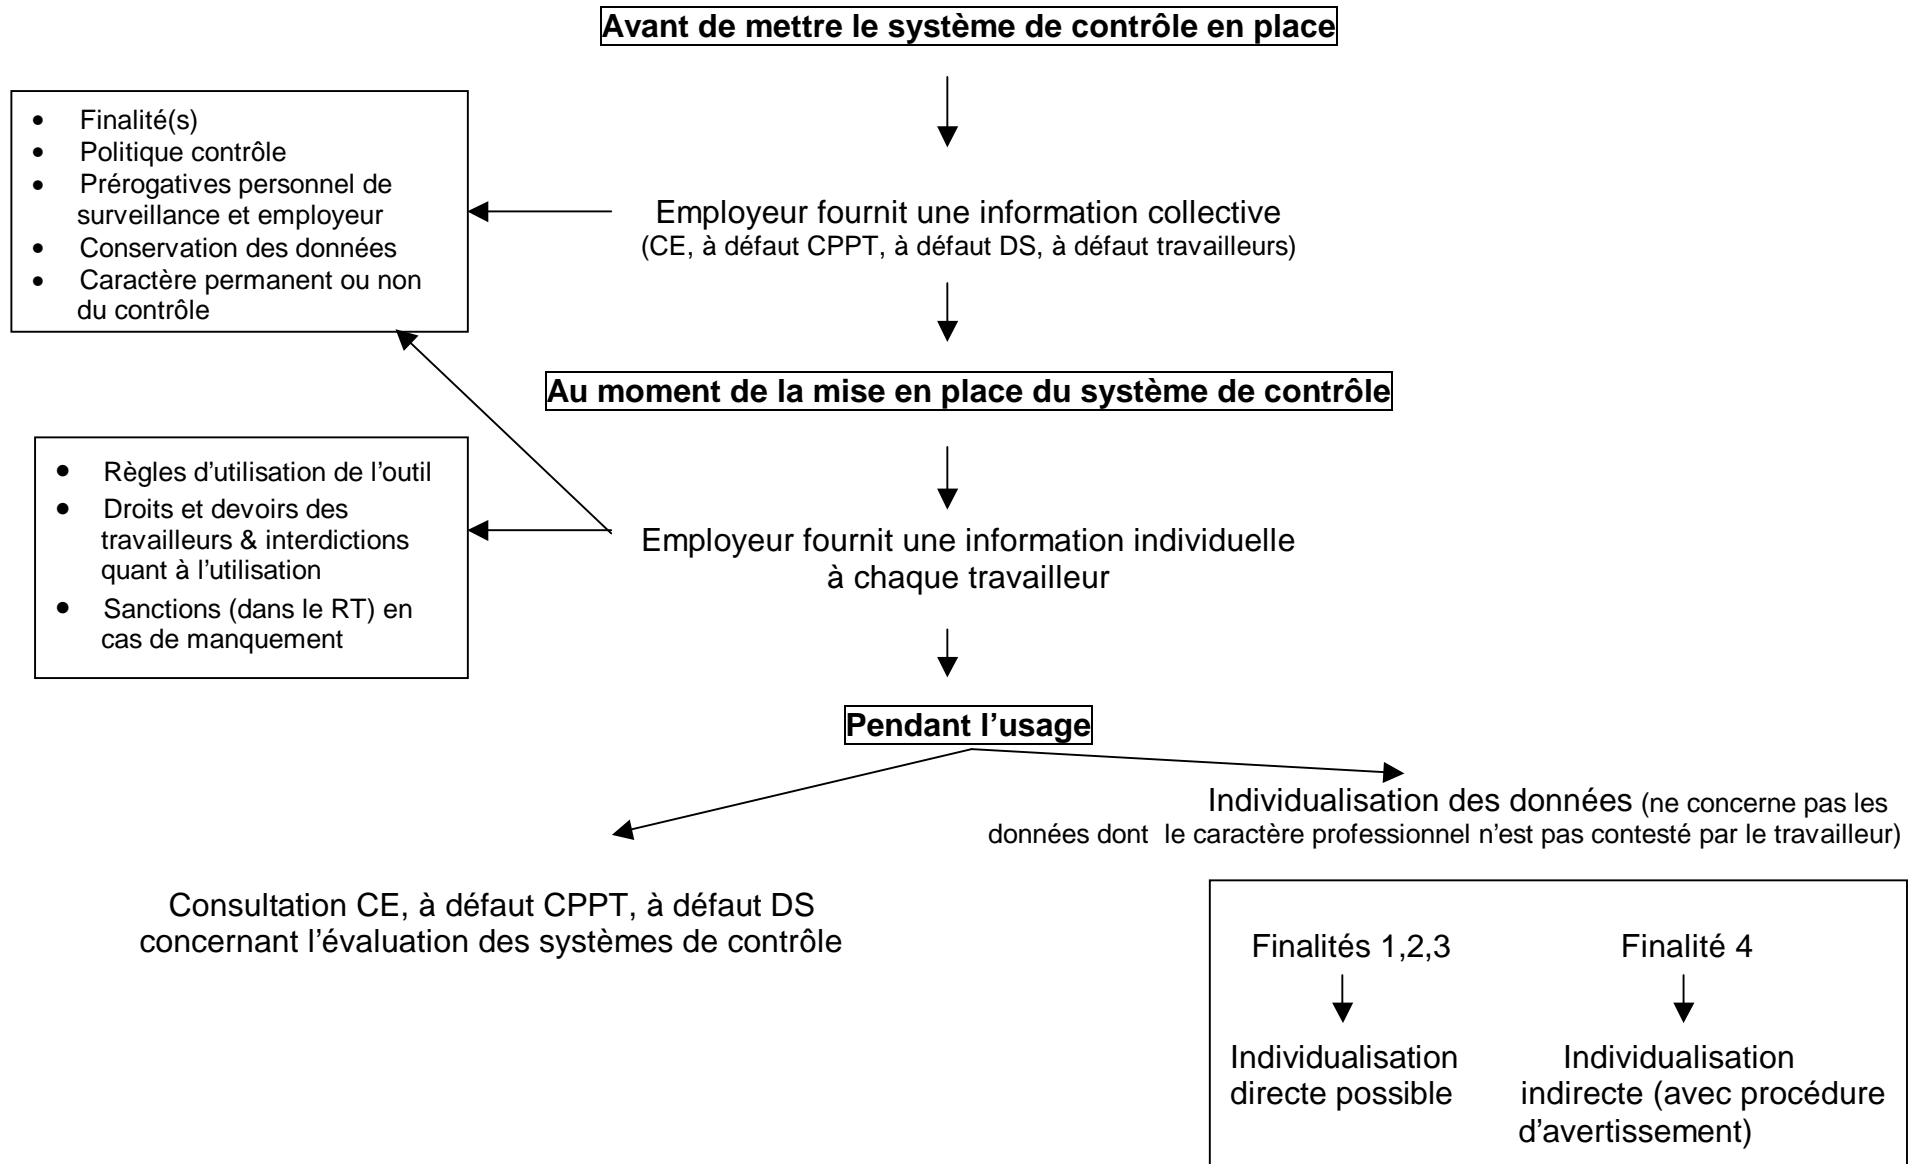 Avant de mettre le système de contrôle en place
• Finalité(s)
• Politique contrôle
• Prérogatives personnel de
surveillance et employeur
• Conservation des données
• Caractère permanent ou non
du contrôle
Employeur fournit une information collective
(CE, à défaut CPPT, à défaut DS, à défaut travailleurs)
Au moment de la mise en place du système de contrôle
• Règles d’utilisation de l’outil
• Droits et devoirs des
travailleurs & interdictions
quant à l’utilisation
• Sanctions (dans le RT) en
cas de manquement
Employeur fournit une information individuelle
à chaque travailleur
Pendant l’usage
Consultation CE, à défaut CPPT, à défaut DS
concernant l’évaluation des systèmes de contrôle
Individualisation des données (ne concerne pas les
données dont le caractère professionnel n’est pas contesté par le travailleur)
Finalités 1,2,3
Individualisation
directe possible
Finalité 4
Individualisation
indirecte (avec procédure
d’avertissement)